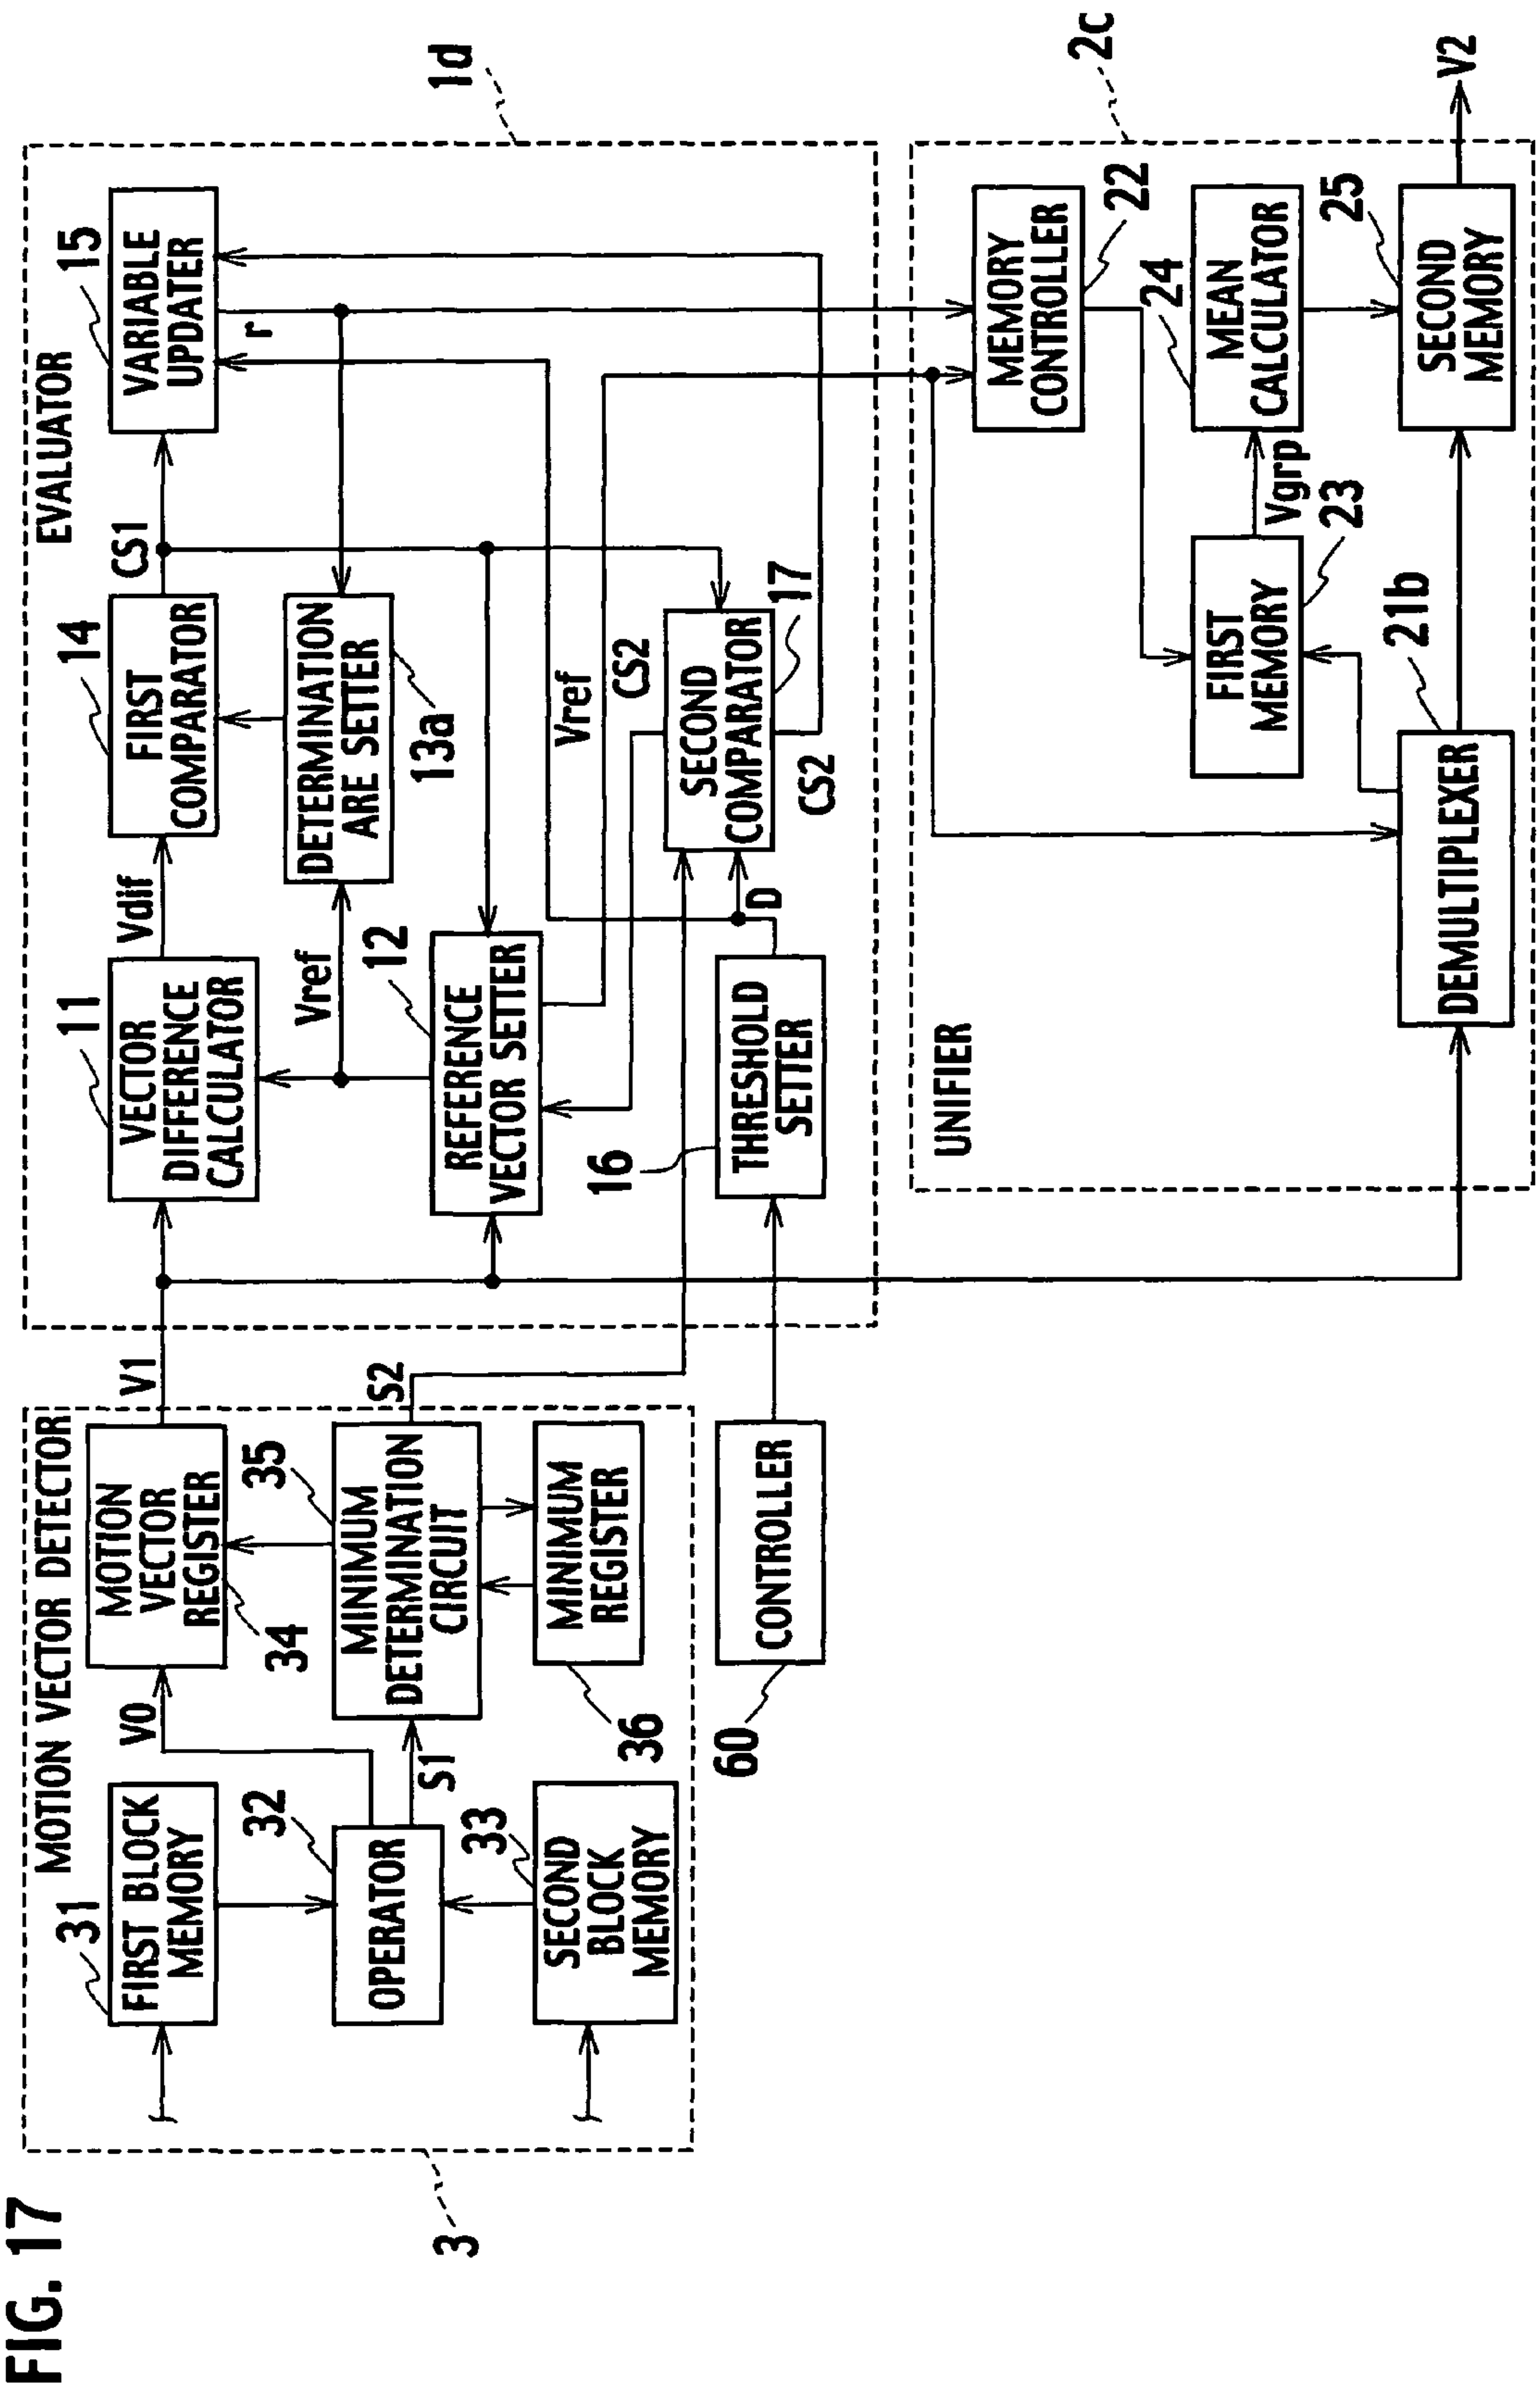 FIG. 17
3
MOTION VECTOR DETECTOR
31
FIRST BLOCK
MEMORY
32
OPERATOR
33
SECOND
BLOCK
MEMORY
V0
S1
34
MOTION
VECTOR
REGISTER
35
MINIMUM
DETERMINATION
CIRCUIT
36
MINIMUM
REGISTER
60
CONTROLLER
V1
S2
EVALUATOR
1d
11
VECTOR
DIFFERENCE
CALCULATOR
Vdif
Vref
12
REFERENCE
VECTOR SETTER
16
THRESHOLD
SETTER
D
14
FIRST
COMPARATOR
CS1
DETERMINATION
ARE SETTER
13a
Vref
CS2
SECOND
COMPARATOR
17
CS2
15
VARIABLE
UPDATER
r
UNIFIER
2c
MEMORY
CONTROLLER
22
FIRST
MEMORY
23
Vgrp
24
MEAN
CALCULATOR
21b
DEMULTIPLEXER
25
SECOND
MEMORY
V2